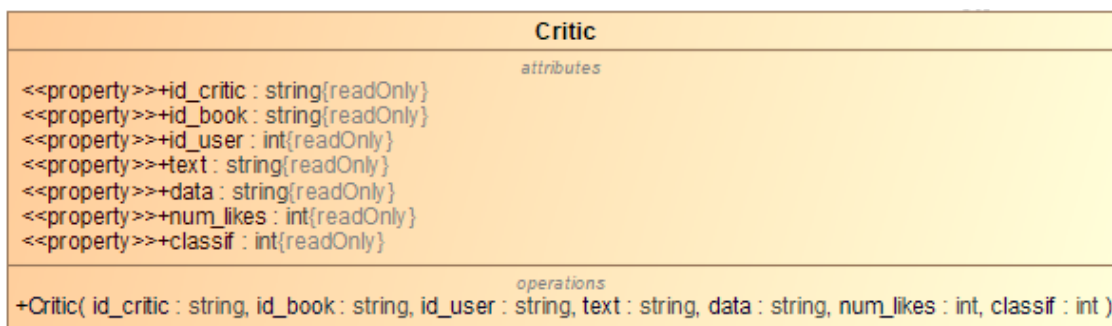 Critic
attributes
<<property>>+id_critic : string{readOnly}
<<property>>+id_book : string{readOnly}
<<property>>+id_user : int{readOnly}
<<property>>+text : string{readOnly}
<<property>>+data : string{readOnly}
<<property>>+num_likes : int{readOnly}
<<property>>+classif : int{readOnly}
operations
+Critic( id_critic : string, id_book : string, id_user : string, text : string, data : string, num_likes : int, classif : int )